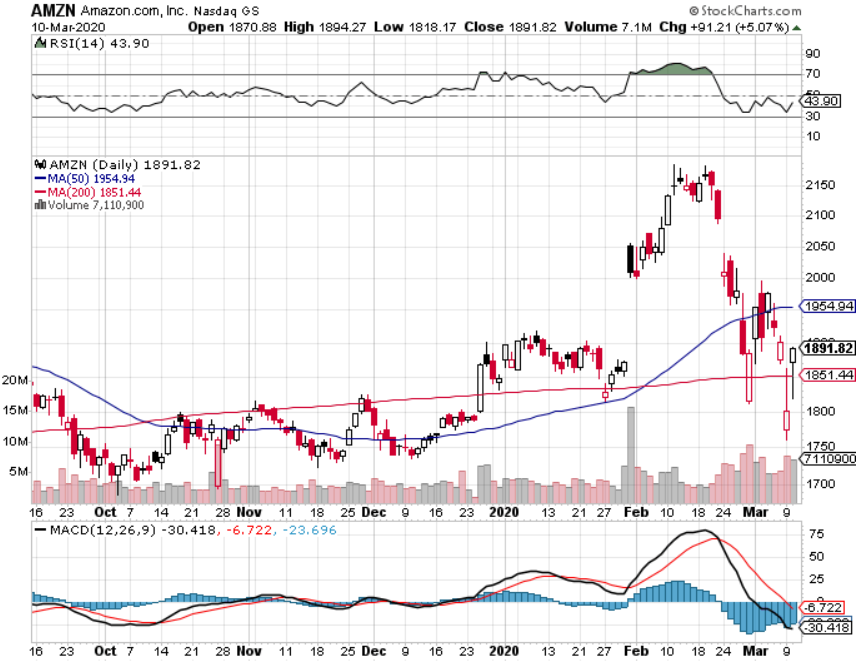 AMZN Amazon.com, Inc. Nasdaq GS © StockCharts.com
10-Mar-2020 Open 1870.88 High 1894.27 Low 1818.17 Close 1891.82 Volume 7.1M Chg +91.21 (+5.07%)
RSI(14) 43.90
90
70
50
43.90
30
10
AMZN (Daily) 1891.82
MA(50) 1954.94
MA(200) 1851.44
Volume 7,110,900
2150
2100
2050
2000
1954.94
1891.82
1851.44
20M
1800
15M
10M
1750
7110900
5M
1700
16 23 Oct 7 14 21 28 Nov 11 18 25 Dec 9 16 23 2020 13 21 27 Feb 10 18 24 Mar 9
MACD(12,26,9) -30.418, -6.722, -23.696
75
50
25
0
-6.722
-30.418
16 23 Oct 7 14 21 28 Nov 11 18 25 Dec 9 16 23 2020 13 21 27 Feb 10 18 24 Mar 9